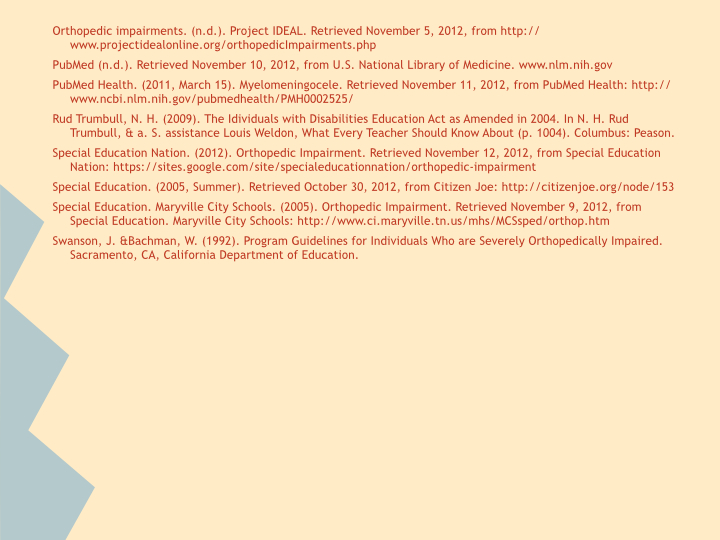 Orthopedic impairments. (n.d.). Project IDEAL. Retrieved November 5, 2012, from http://
www.projectidealonline.org/orthopedicImpairments.php
PubMed (n.d.). Retrieved November 10, 2012, from U.S. National Library of Medicine. www.nlm.nih.gov
PubMed Health. (2011, March 15). Myelomeningocele. Retrieved November 11, 2012, from PubMed Health: http://
www.ncbi.nlm.nih.gov/pubmedhealth/PMH0002525/
Rud Trumbull, N. H. (2009). The Idividuals with Disabilities Education Act as Amended in 2004. In N. H. Rud
Trumbull, & a. S. assistance Louis Weldon, What Every Teacher Should Know About (p. 1004). Columbus: Peason.
Special Education Nation. (2012). Orthopedic Impairment. Retrieved November 12, 2012, from Special Education
Nation: https://sites.google.com/site/specialeducationnation/orthopedic-impairment
Special Education. (2005, Summer). Retrieved October 30, 2012, from Citizen Joe: http://citizenjoe.org/node/153
Special Education. Maryville City Schools. (2005). Orthopedic Impairment. Retrieved November 9, 2012, from
Special Education. Maryville City Schools: http://www.ci.maryville.tn.us/mhs/MCSsped/orthop.htm
Swanson, J. &Bachman, W. (1992). Program Guidelines for Individuals Who are Severely Orthopedically Impaired.
Sacramento, CA, California Department of Education.